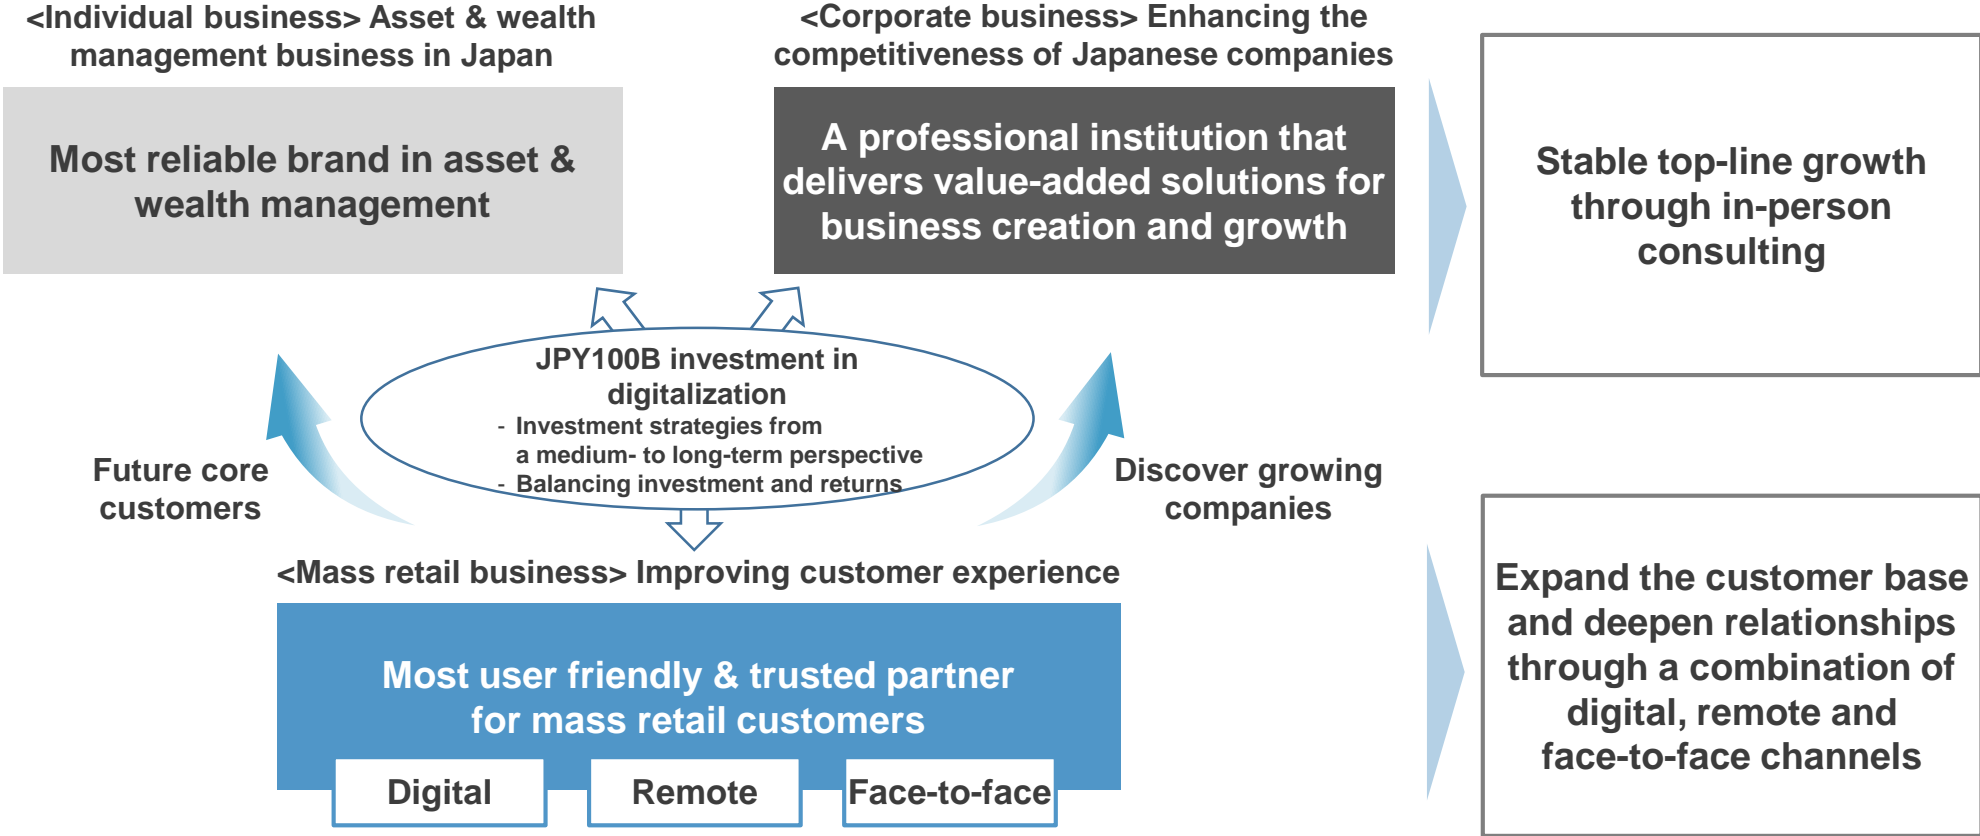 <Individual business> Asset & wealth
management business in Japan
Most reliable brand in asset &
wealth management
<Corporate business> Enhancing the
competitiveness of Japanese companies
A professional institution that
delivers value-added solutions for
business creation and growth
Stable top-line growth
through in-person
consulting
JPY100B investment in
digitalization
- Investment strategies from
a medium- to long-term perspective
- Balancing investment and returns
Future core
customers
Discover growing
companies
<Mass retail business> Improving customer experience
Most user friendly & trusted partner
for mass retail customers
Digital
Remote
Face-to-face
Expand the customer base
and deepen relationships
through a combination of
digital, remote and
face-to-face channels